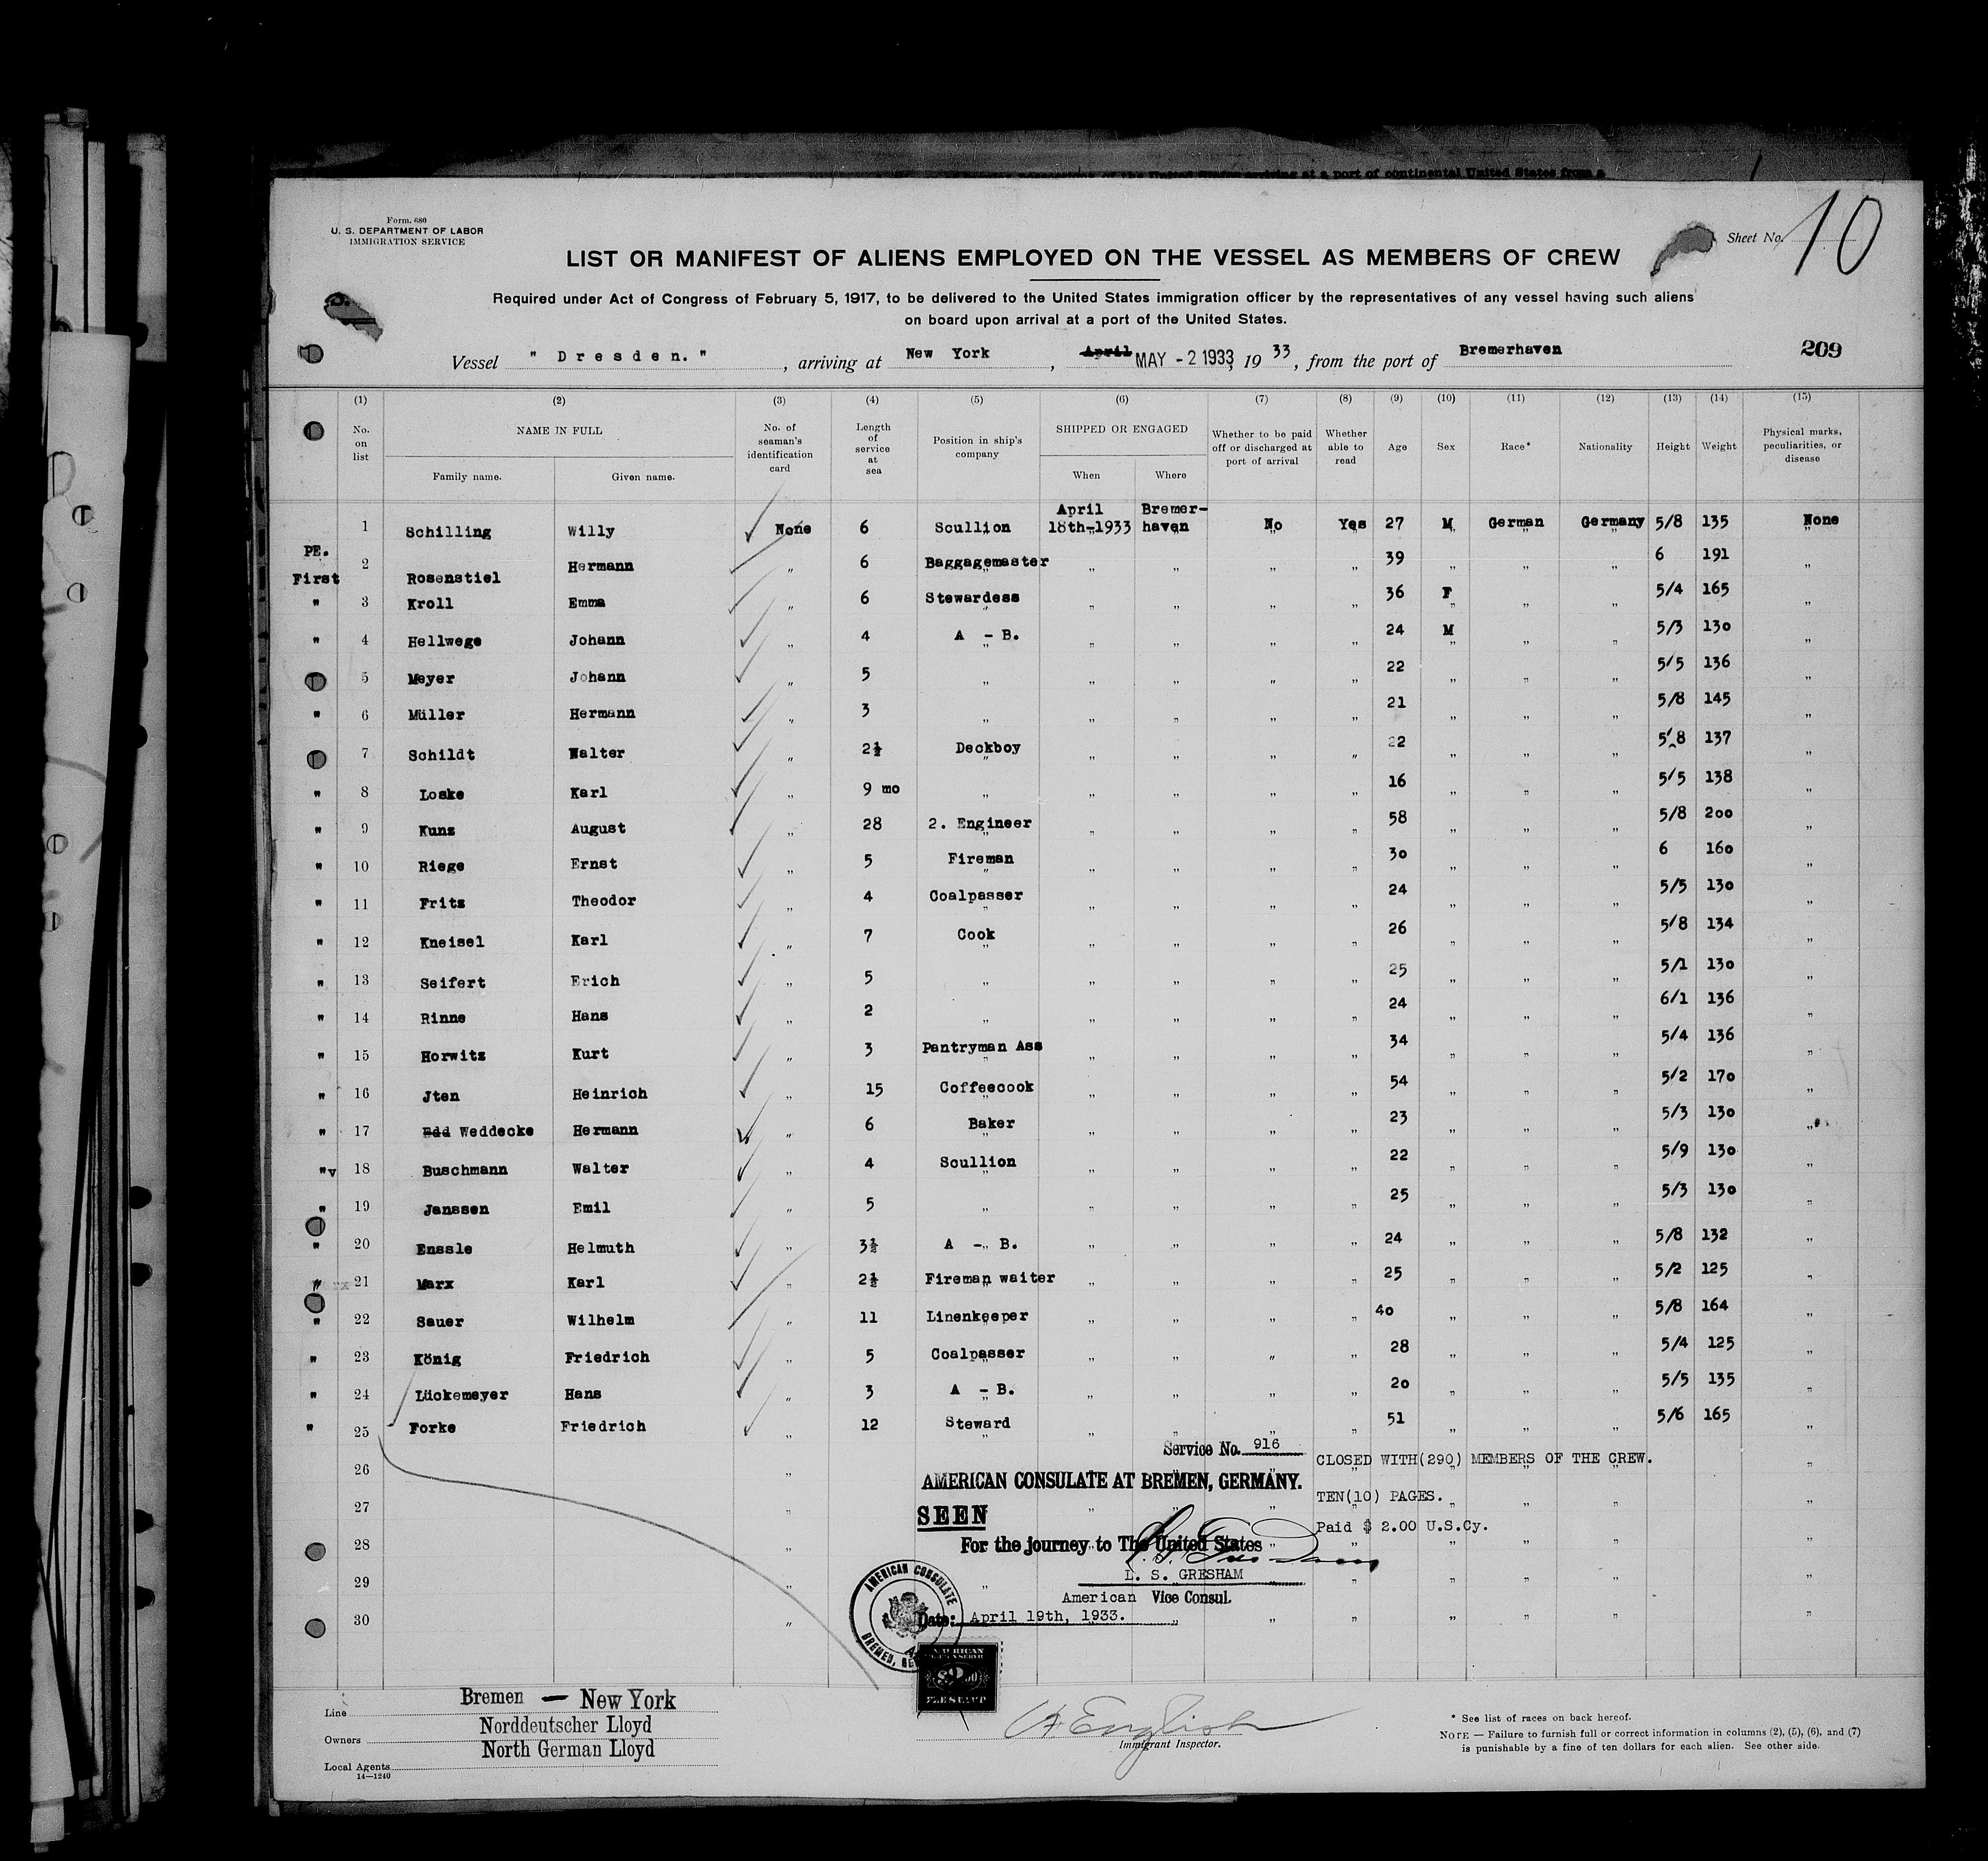 Form. 680
U. S. DEPARTMENT OF LABOR
IMMIGRATION SERVICE
Sheet No. 10
LIST OR MANIFEST OF ALIENS EMPLOYED ON THE VESSEL AS MEMBERS OF CREW
Required under Act of Congress of February 5, 1917, to be delivered to the United States immigration officer by the representatives of any vessel having such aliens
on board upon arrival at a port of the United States.
Vessel " Dresden. " , arriving at New York , April MAY - 2 1933, 19 33 , from the port of Bremerhaven 209
(1) (2) (3) (4) (5) (6) (7) (8) (9) (10) (11) (12) (13) (14) (15)
No. on list NAME IN FULL Family name. Given name. No. of seaman's identification card Length of service at sea Position in ship's company SHIPPED OR ENGAGED When Where Whether to be paid off or discharged at port of arrival Whether able to read Age Sex Race* Nationality Height Weight Physical marks, peculiarities, or disease
1 Schilling Willy None 6 Scullion April 18th-1933 Bremer-haven No Yes 27 M German Germany 5/8 135 None
PE. First 2 Rosenstiel Hermann " 6 Baggagemaster " " " " 39 " " " 6 191 "
" 3 Kroll Emma " 6 Stewardess " " " " 36 F " " 5/4 165 "
" 4 Hellwege Johann " 4 A - B. " " " " 24 M " " 5/3 130 "
5 Meyer Johann " 5 " " " " " 22 " " " 5/5 136 "
" 6 Müller Hermann " 3 " " " " " 21 " " " 5/8 145 "
7 Schildt Walter " 2½ Deckboy " " " " 22 " " " 5/8 137 "
" 8 Loske Karl " 9 mo " " " " " 16 " " " 5/5 138 "
" 9 Kunz August " 28 2. Engineer " " " " 58 " " " 5/8 200 "
" 10 Riege Ernst " 5 Fireman " " " " 30 " " " 6 160 "
" 11 Fritz Theodor " 4 Coalpasser " " " " 24 " " " 5/5 130 "
" 12 Kneisel Karl " 7 Cook " " " " 26 " " " 5/8 134 "
" 13 Seifert Erich " 5 " " " " " 25 " " " 5/1 130 "
" 14 Rinne Hans " 2 " " " " " 24 " " " 6/1 136 "
" 15 Horwitz Kurt " 3 Pantryman Ass " " " " 34 " " " 5/4 136 "
" 16 Jten Heinrich " 15 Coffeecook " " " " 54 " " " 5/2 170 "
" 17 Weddecke Hermann " 6 Baker " " " " 23 " " " 5/3 130 "
"v 18 Buschmann Walter " 4 Scullion " " " " 22 " " " 5/9 130 "
" 19 Janssen Emil " 5 " " " " " 25 " " " 5/3 130 "
" 20 Enssle Helmuth " 3½ A - B. " " " " 24 " " " 5/8 132 "
" 21 Marx Karl " 2½ Fireman waiter " " " " 25 " " " 5/2 125 "
" 22 Sauer Wilhelm " 11 Linenkeeper " " " " 40 " " " 5/8 164 "
" 23 König Friedrich " 5 Coalpasser " " " " 28 " " " 5/4 125 "
" 24 Lückemeyer Hans " 3 A - B. " " " " 20 " " " 5/5 135 "
" 25 Forke Friedrich " 12 Steward 51 " " " 5/6 165 "
26
27
28
29
30
Service No. 916
AMERICAN CONSULATE AT BREMEN, GERMANY.
SEEN
For the journey to The United States
L. S. GRESHAM
American Vice Consul.
Date: April 19th, 1933.
CLOSED WITH(290) MEMBERS OF THE CREW.
TEN(10) PAGES.
Paid $ 2.00 U.S.Cy.
AMERICAN CONSULATE
BREMEN,
Line Bremen — New York
Owners Norddeutscher Lloyd
North German Lloyd
Local Agents
14—1240
English
Immigrant Inspector.
* See list of races on back hereof.
NOTE — Failure to furnish full or correct information in columns (2), (5), (6), and (7)
is punishable by a fine of ten dollars for each alien. See other side.